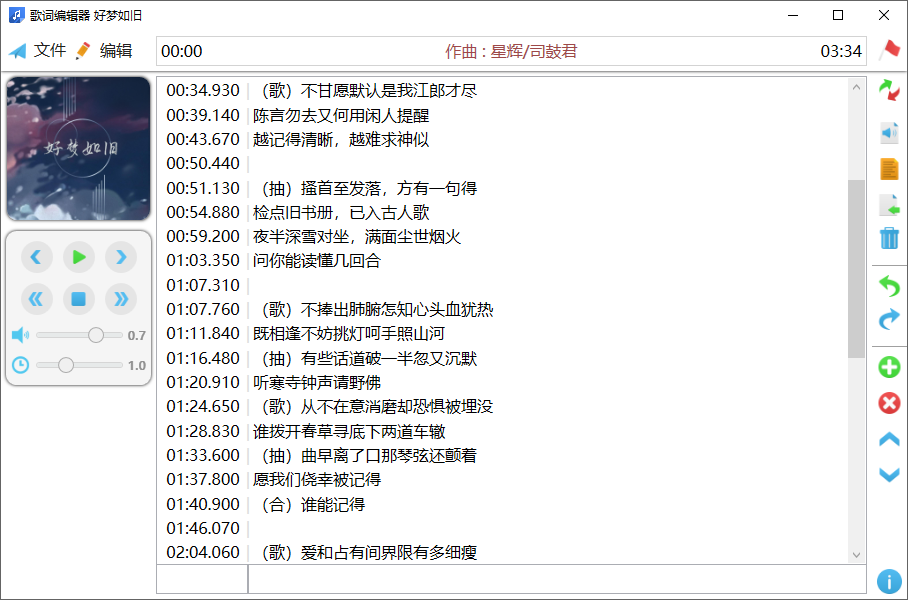 歌词编辑器 好梦如旧
文件 编辑
00:00 作曲 : 星辉/司鼓君 03:34
好梦如旧
00:34.930 （歌）不甘愿默认是我江郎才尽
00:39.140 陈言勿去又何用闲人提醒
00:43.670 越记得清晰，越难求神似
00:50.440
00:51.130 （抽）搔首至发落，方有一句得
00:54.880 检点旧书册，已入古人歌
00:59.200 夜半深雪对坐，满面尘世烟火
01:03.350 问你能读懂几回合
01:07.310
01:07.760 （歌）不捧出肺腑怎知心头血犹热
01:11.840 既相逢不妨挑灯呵手照山河
01:16.480 （抽）有些话道破一半忽又沉默
01:20.910 听寒寺钟声请野佛
01:24.650 （歌）从不在意消磨却恐惧被埋没
01:28.830 谁拨开春草寻底下两道车辙
01:33.600 （抽）曲早离了口那琴弦还颤着
01:37.800 愿我们侥幸被记得
01:40.900 （合）谁能记得
01:46.070
02:04.060 （歌）爱和占有间界限有多细瘦
0.7
1.0